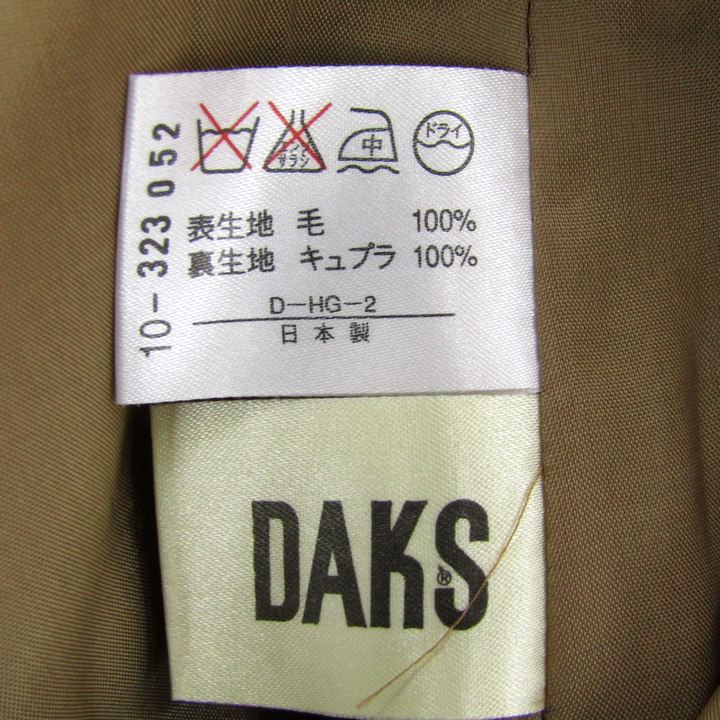 エンソ
サラシ
中
ドライ
10-323 052
表生地 毛 100%
裏生地 キュプラ 100%
D-HG-2
日本製
DAKS®